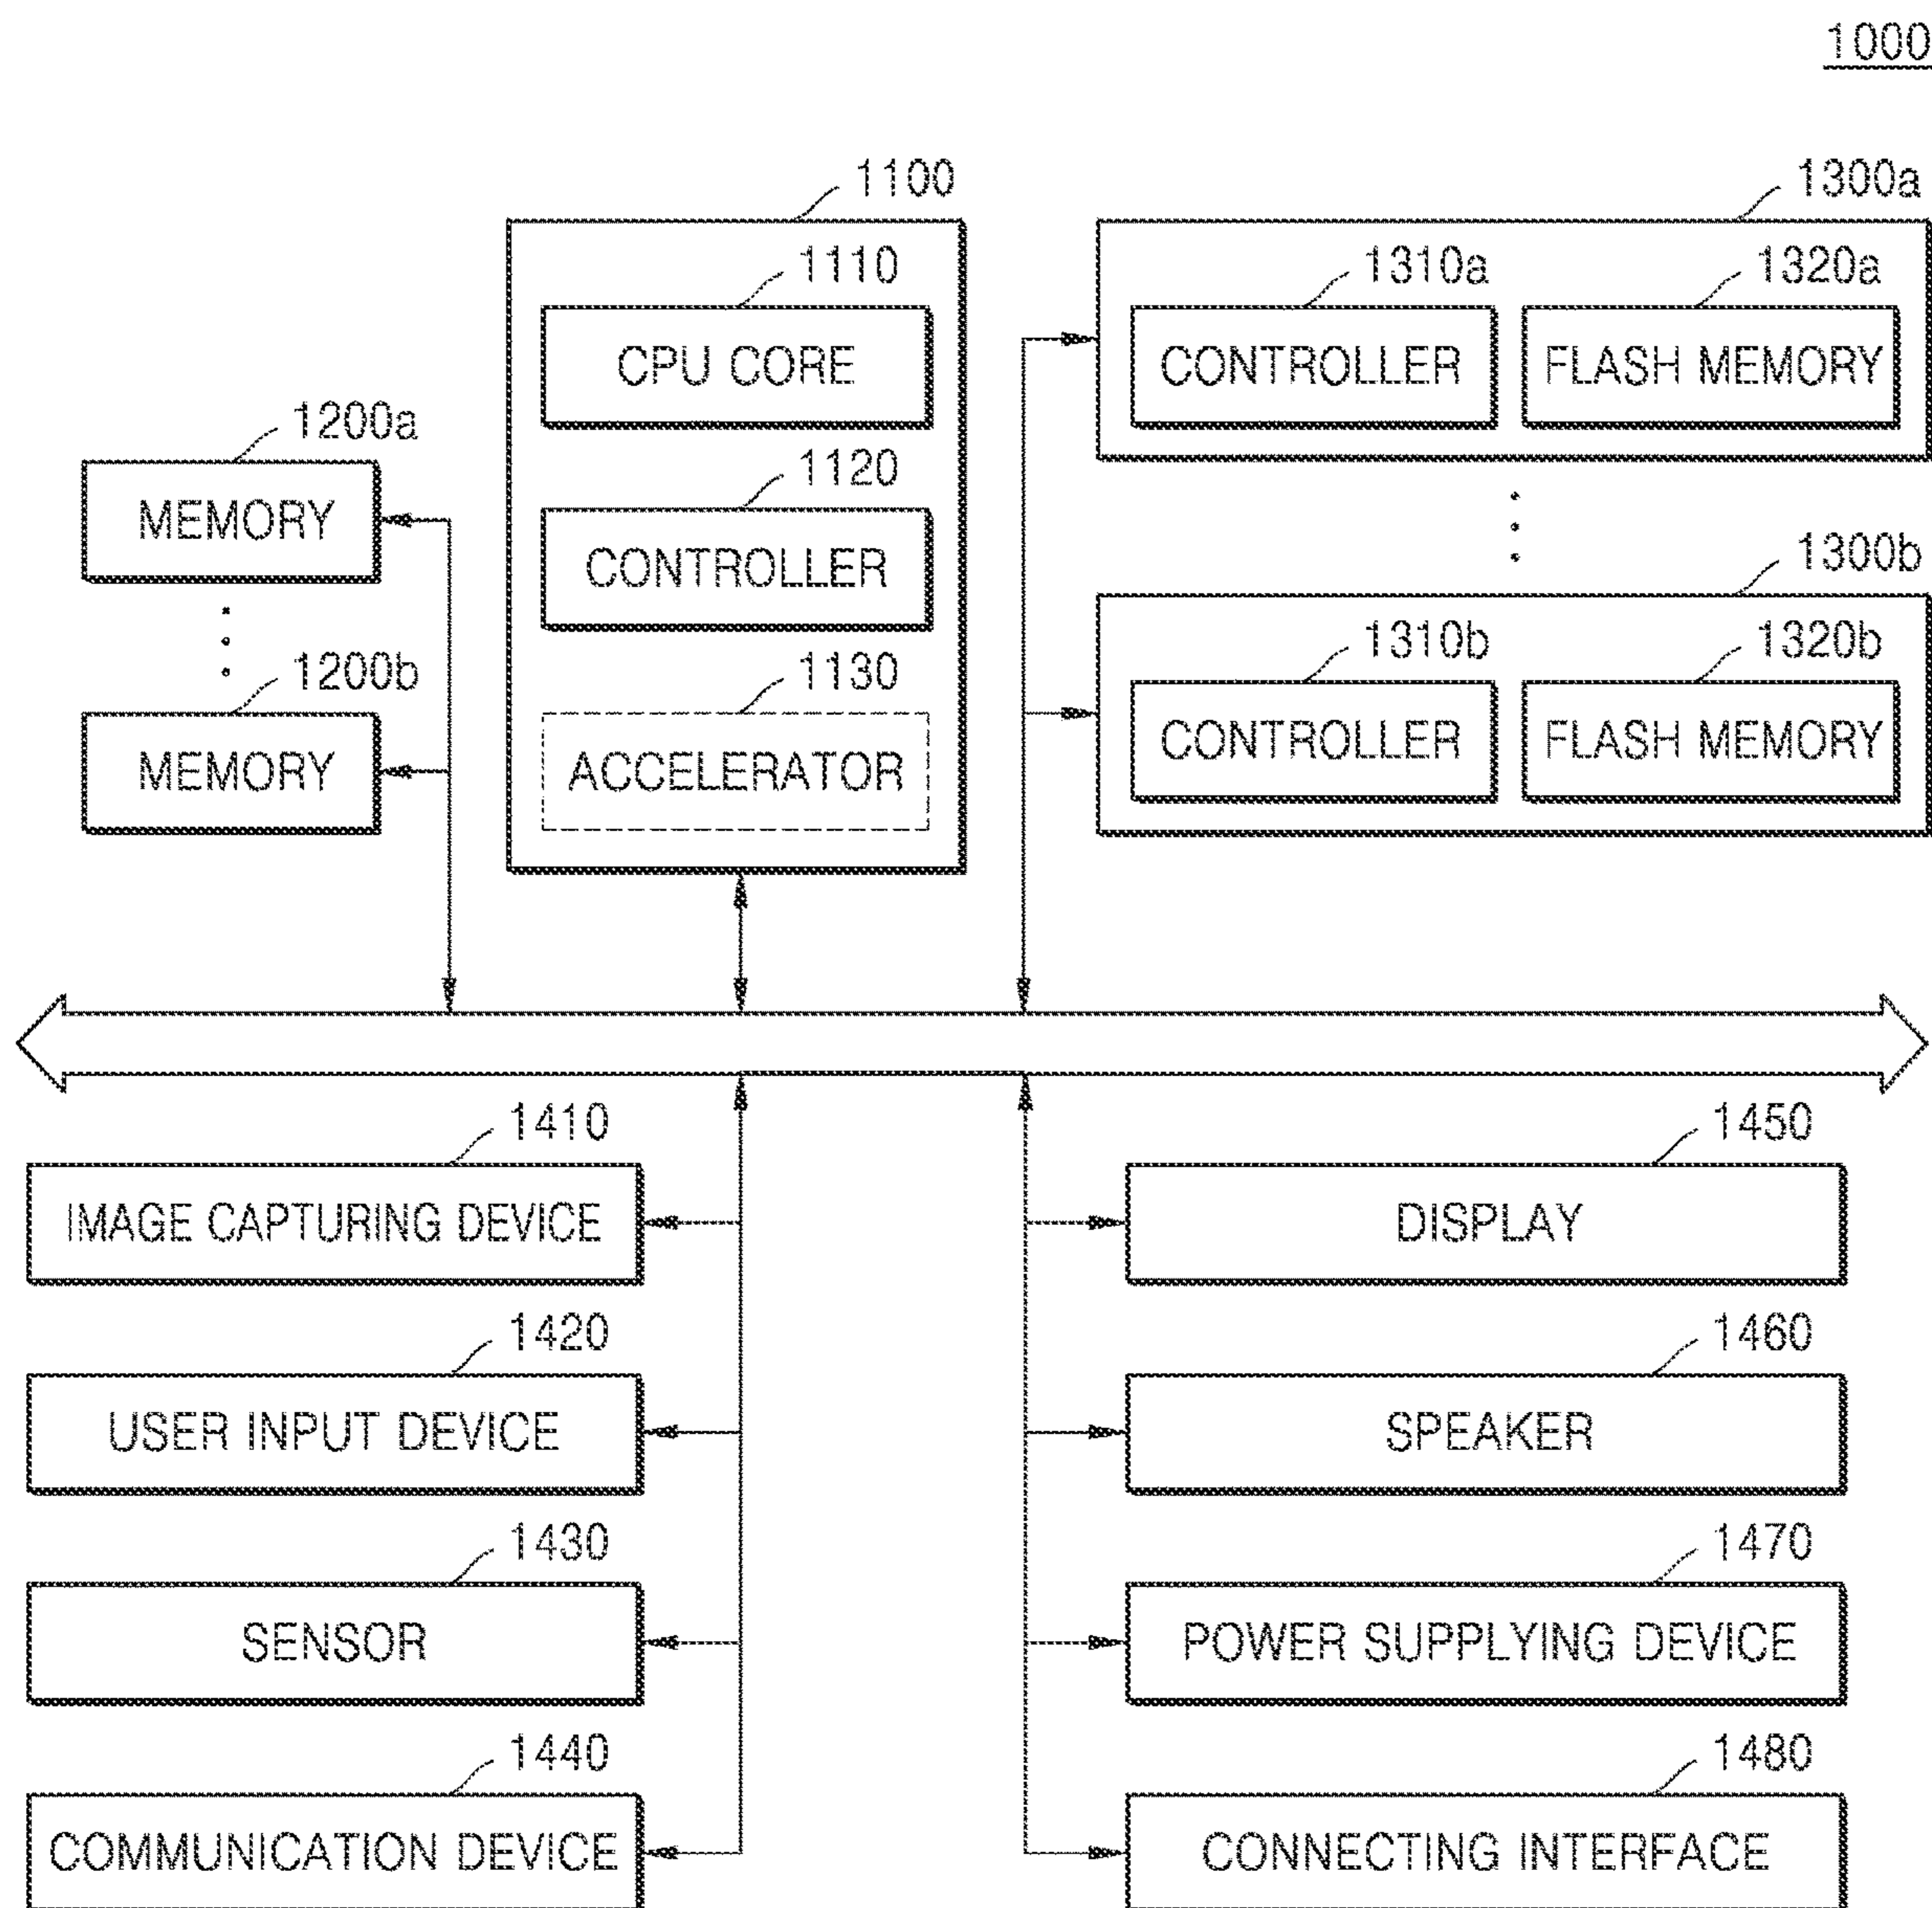 1000
1100
1300a
1110
1310a
1320a
CPU CORE
CONTROLLER
FLASH MEMORY
1200a
1120
MEMORY
CONTROLLER
1300b
1200b
1130
1310b
1320b
MEMORY
ACCELERATOR
CONTROLLER
FLASH MEMORY
1410
1450
IMAGE CAPTURING DEVICE
DISPLAY
1420
1460
USER INPUT DEVICE
SPEAKER
1430
1470
SENSOR
POWER SUPPLYING DEVICE
1440
1480
COMMUNICATION DEVICE
CONNECTING INTERFACE